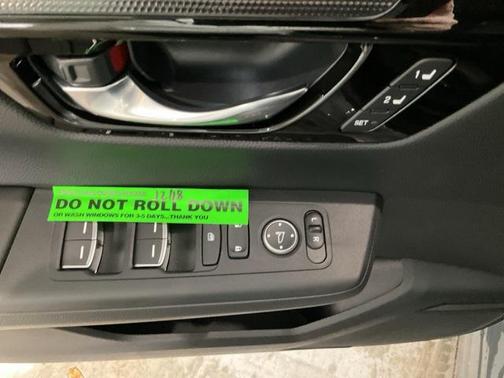 1
2
SET
12/18
DO NOT ROLL DOWN
OR WASH WINDOWS FOR 3-5 DAYS...THANK YOU
L
R